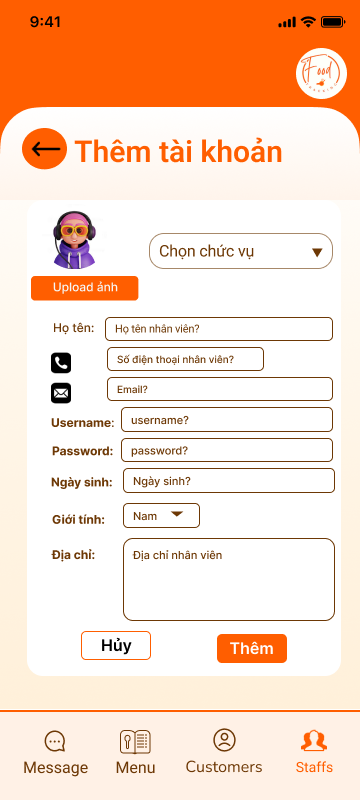 9:41
Food
Thêm tài khoản
Chọn chức vụ
Upload ảnh
Họ tên:
Họ tên nhân viên?
Số điện thoại nhân viên?
Email?
Username:
username?
Password:
password?
Ngày sinh:
Ngày sinh?
Giới tính:
Nam
Địa chỉ:
Địa chỉ nhân viên
Hủy
Thêm
Message
Menu
Customers
Staffs